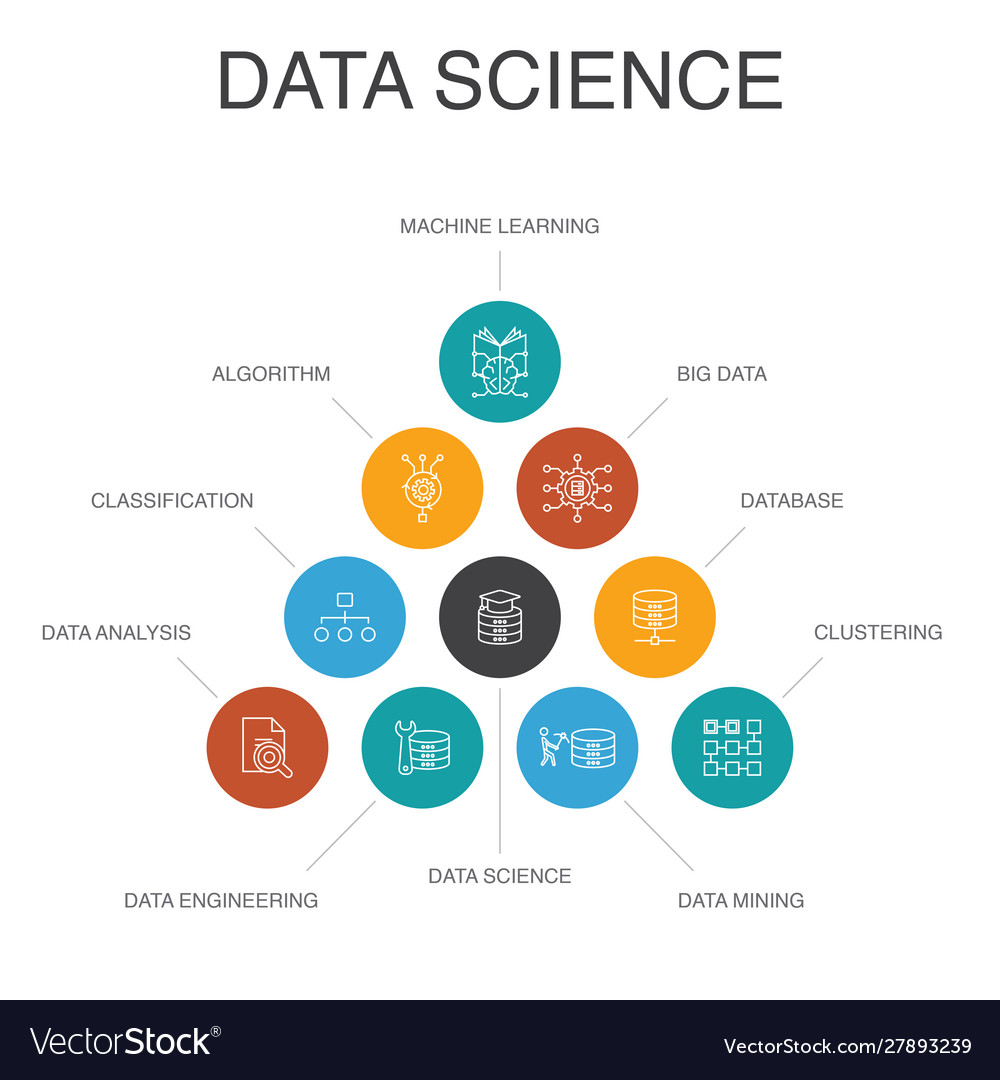 DATA SCIENCE
MACHINE LEARNING
ALGORITHM
BIG DATA
CLASSIFICATION
DATABASE
DATA ANALYSIS
CLUSTERING
DATA SCIENCE
DATA ENGINEERING
DATA MINING
VectorStock®
VectorStock.com/27893239